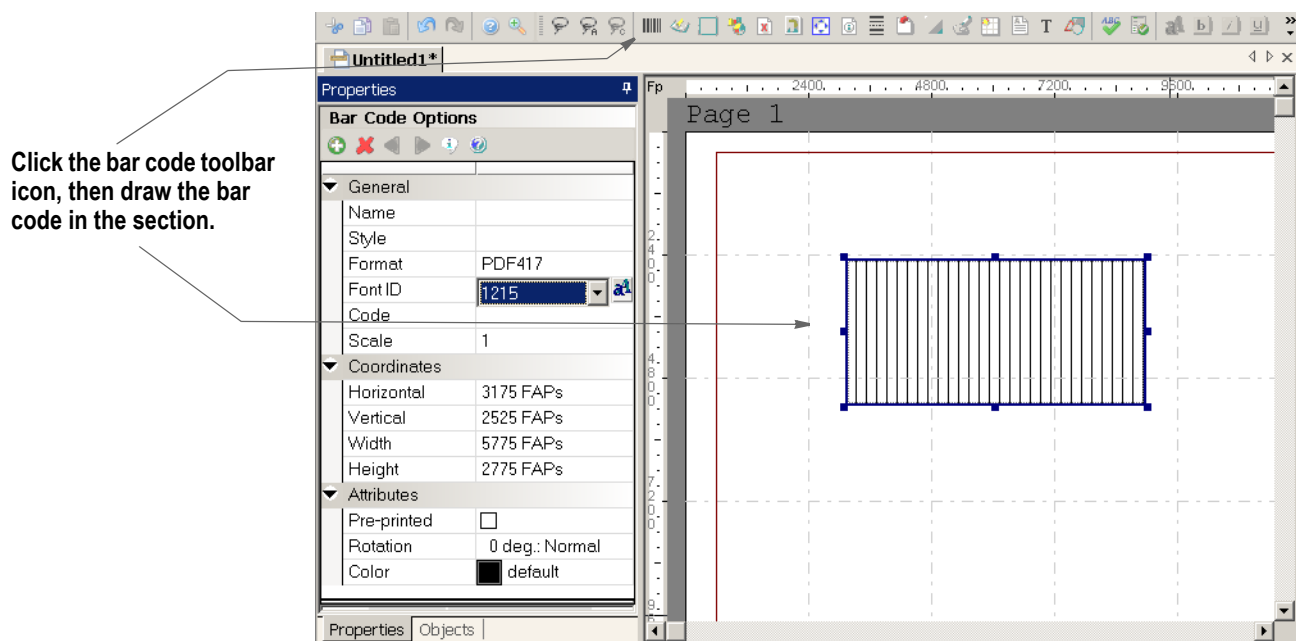 Untitled1*
Properties
Bar Code Options
General
Name
Style
Format PDF417
Font ID 1215
Code
Scale 1
Coordinates
Horizontal 3175 FAPs
Vertical 2525 FAPs
Width 5775 FAPs
Height 2775 FAPs
Attributes
Pre-printed
Rotation 0 deg.: Normal
Color default
Properties Objects
Click the bar code toolbar
icon, then draw the bar
code in the section.
Fp 2400 4800 7200 9600
Page 1
2400
4800
7200